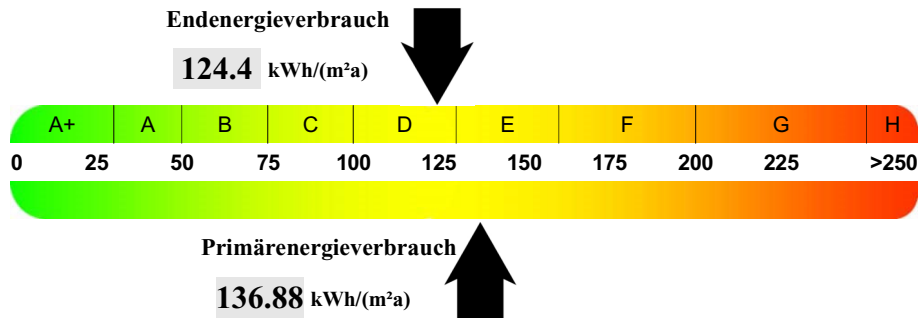 Endenergieverbrauch
124.4 kWh/(m²a)
A+ A B C D E F G H
0 25 50 75 100 125 150 175 200 225 >250
Primärenergieverbrauch
136.88 kWh/(m²a)